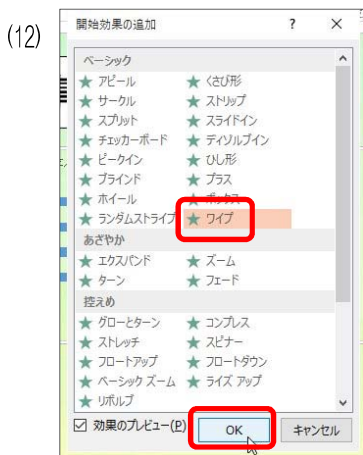 (12)
開始効果の追加 ? ×
ベーシック
アピール くさび形
サークル ストリップ
スプリット スライドイン
チェッカーボード ディゾルブイン
ピークイン ひし形
ブラインド プラス
ホイール ボックス
ランダムストライプ ワイプ
あざやか
エクスパンド ズーム
ターン フェード
控えめ
グローとターン コンプレス
ストレッチ スピナー
フロートアップ フロートダウン
ベーシック ズーム ライズ アップ
リボルブ
効果のプレビュー(P) OK キャンセル